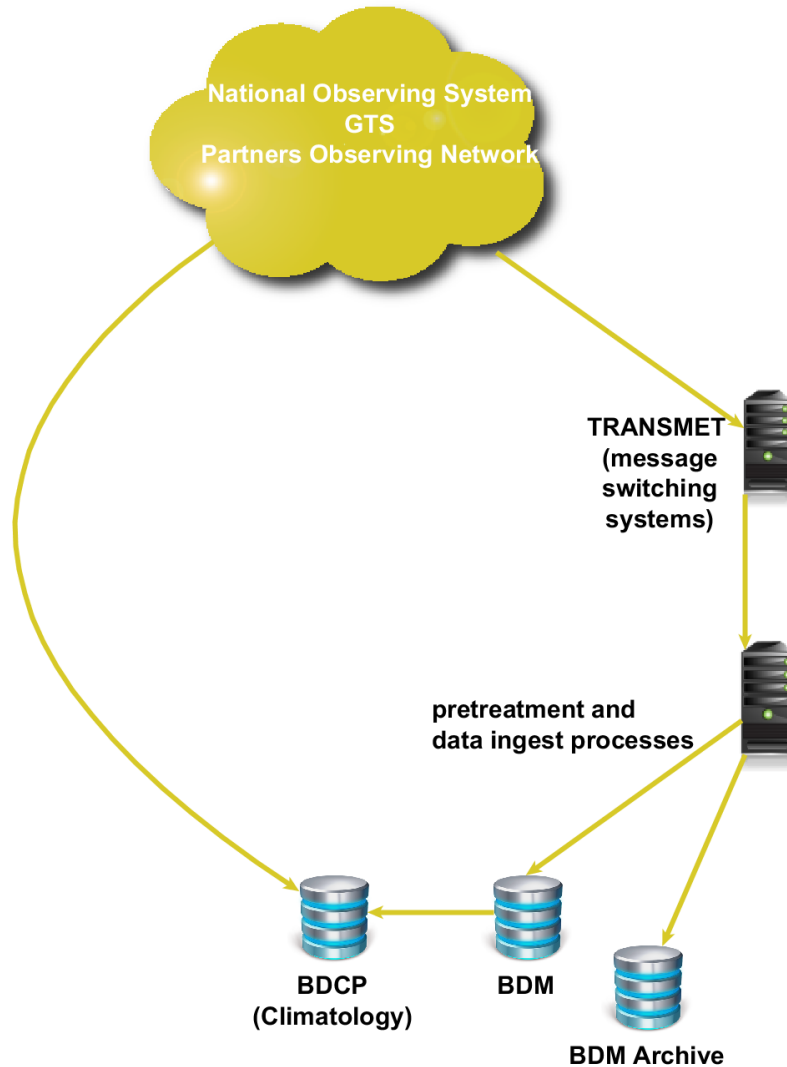 National Observing System
GTS
Partners Observing Network
TRANSMET
(message
switching
systems)
pretreatment and
data ingest processes
BDCP
(Climatology)
BDM
BDM Archive